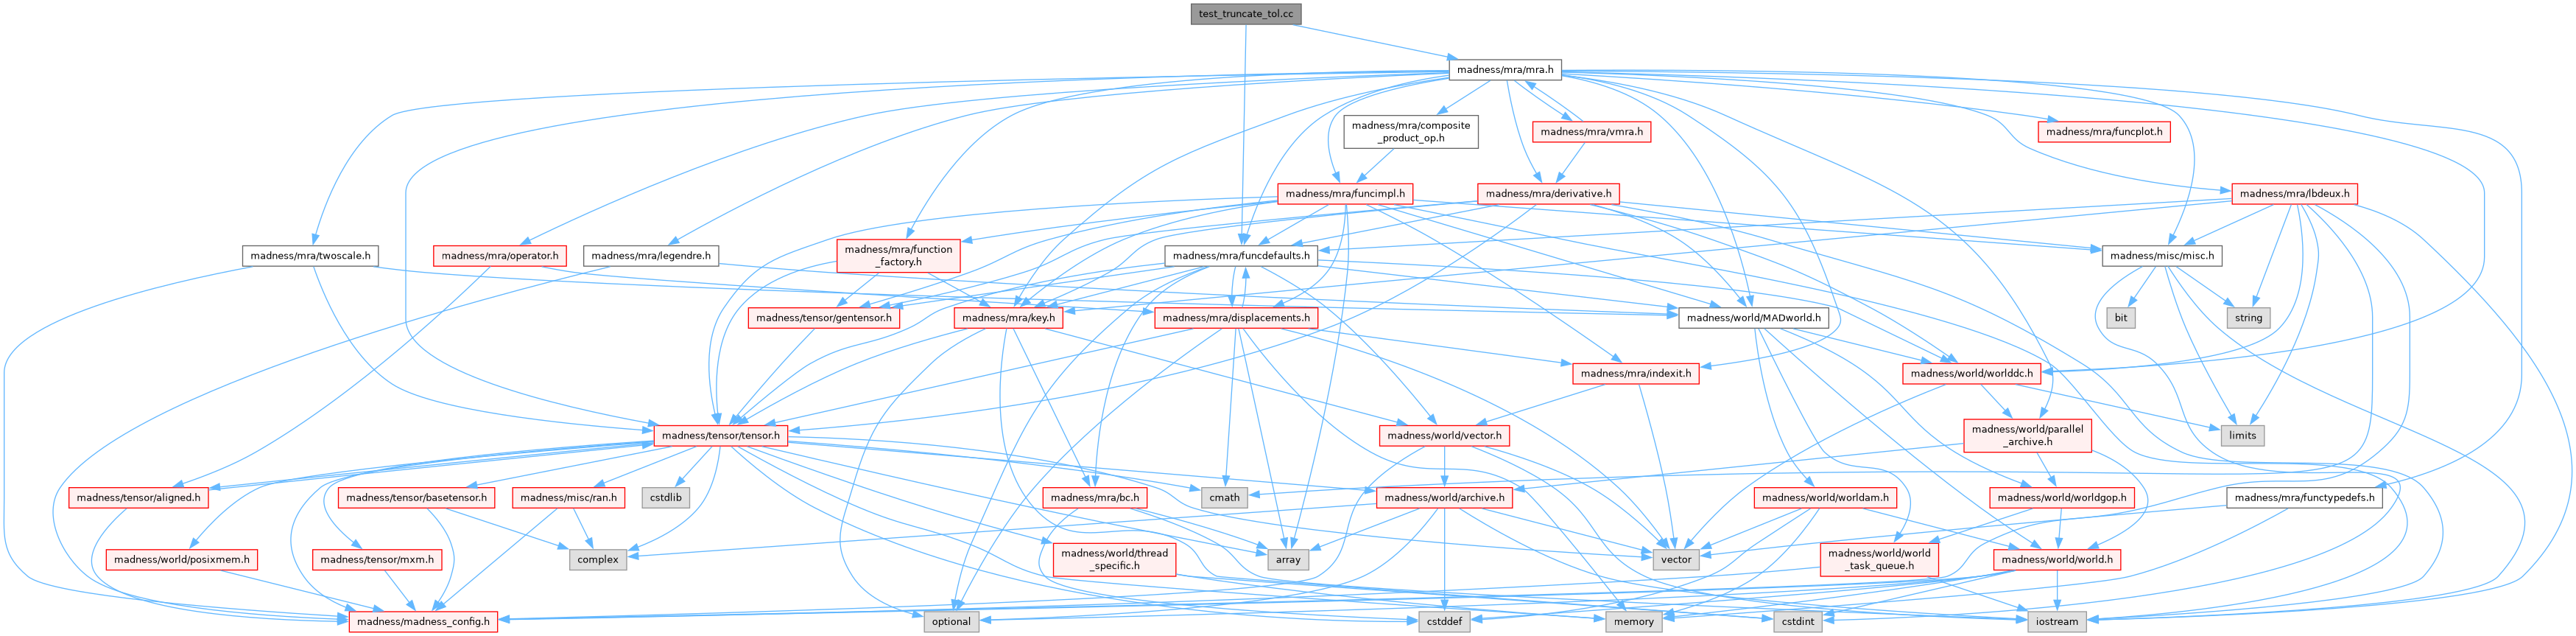 test_truncate_tol.cc
madness/mra/mra.h
madness/mra/composite
_product_op.h
madness/mra/vmra.h
madness/mra/funcplot.h
madness/mra/funcimpl.h
madness/mra/derivative.h
madness/mra/lbdeux.h
madness/mra/twoscale.h
madness/mra/operator.h
madness/mra/legendre.h
madness/mra/function
_factory.h
madness/mra/funcdefaults.h
madness/misc/misc.h
madness/tensor/gentensor.h
madness/mra/key.h
madness/mra/displacements.h
madness/world/MADworld.h
bit
string
madness/mra/indexit.h
madness/world/worlddc.h
madness/tensor/tensor.h
madness/world/vector.h
madness/world/parallel
_archive.h
limits
madness/tensor/aligned.h
madness/tensor/basetensor.h
madness/misc/ran.h
cstdlib
madness/mra/bc.h
cmath
madness/world/archive.h
madness/world/worldam.h
madness/world/worldgop.h
madness/mra/functypedefs.h
madness/world/posixmem.h
madness/tensor/mxm.h
complex
madness/world/thread
_specific.h
array
vector
madness/world/world
_task_queue.h
madness/world/world.h
madness/madness_config.h
optional
cstddef
memory
cstdint
iostream